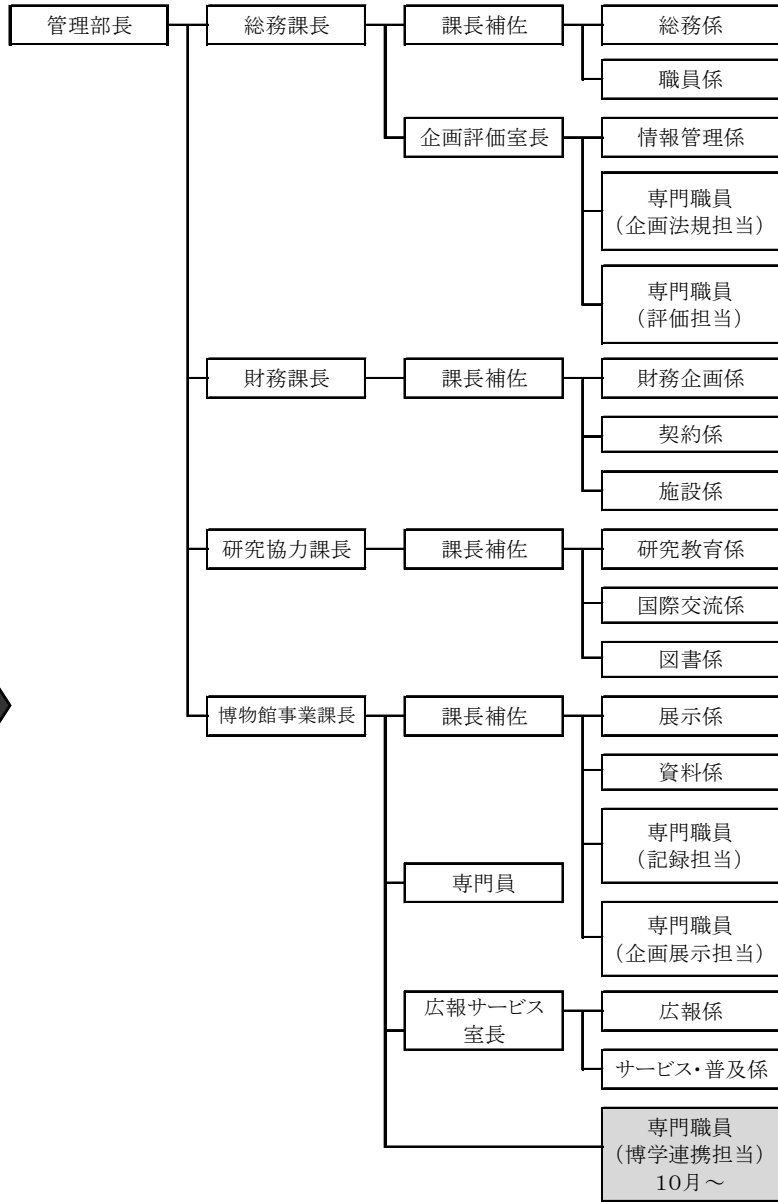 管理部長
総務課長
課長補佐
総務係
職員係
企画評価室長
情報管理係
専門職員
（企画法規担当）
専門職員
（評価担当）
財務課長
課長補佐
財務企画係
契約係
施設係
研究協力課長
課長補佐
研究教育係
国際交流係
図書係
博物館事業課長
課長補佐
展示係
資料係
専門職員
（記録担当）
専門職員
（企画展示担当）
専門員
広報サービス
室長
広報係
サービス・普及係
専門職員
（博学連携担当）
10月～